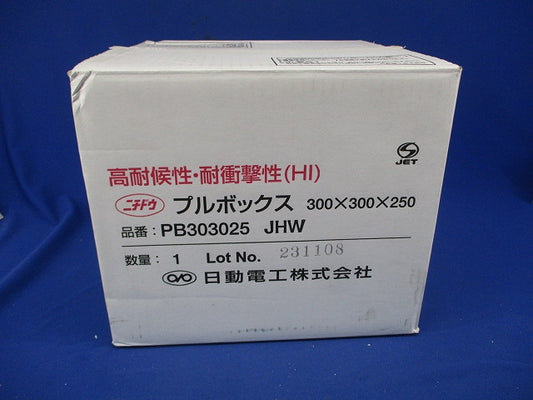 JET
高耐候性・耐衝撃性(HI)
ニチドウ プルボックス 300×300×250
品番：PB303025 JHW
数量：1 Lot No. 231108
日動電工株式会社